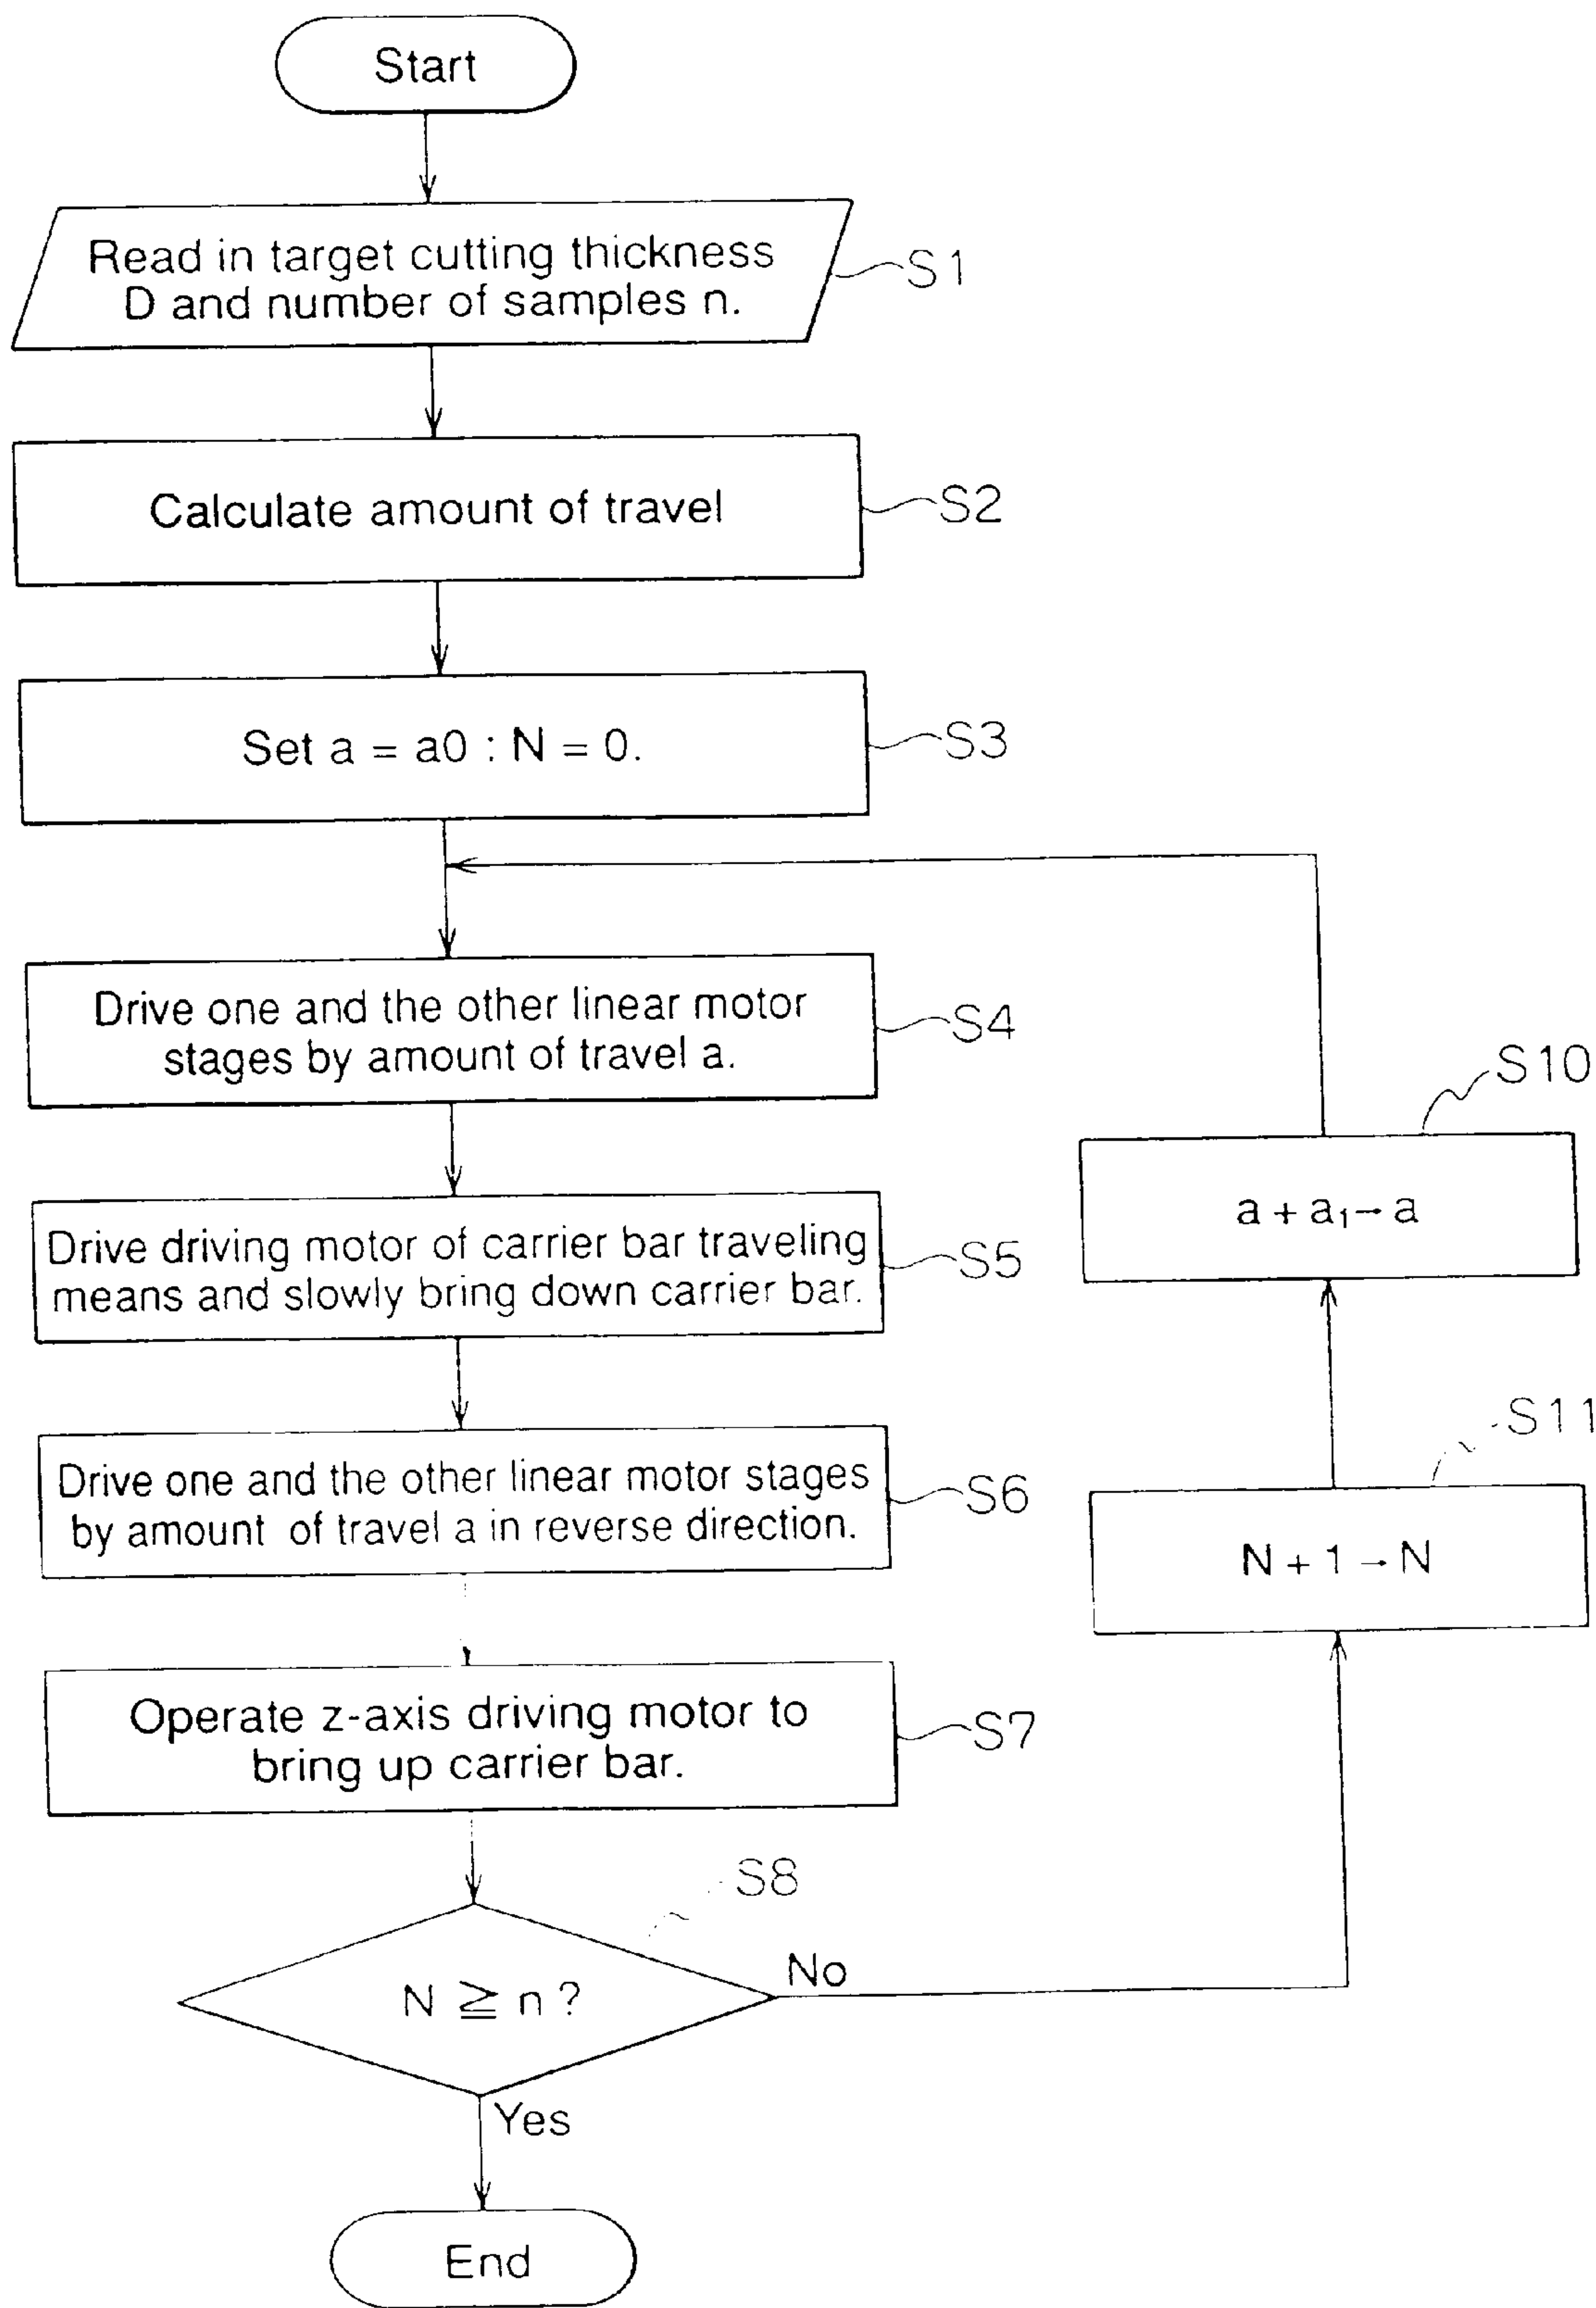 Start
Read in target cutting thickness
D and number of samples n.
S1
Calculate amount of travel
S2
Set a = a0 : N = 0.
S3
Drive one and the other linear motor
stages by amount of travel a.
S4
Drive driving motor of carrier bar traveling
means and slowly bring down carrier bar.
S5
Drive one and the other linear motor stages
by amount of travel a in reverse direction.
S6
Operate z-axis driving motor to
bring up carrier bar.
S7
N ≧ n ?
S8
No
Yes
End
S10
a + a₁ → a
S11
N + 1 → N